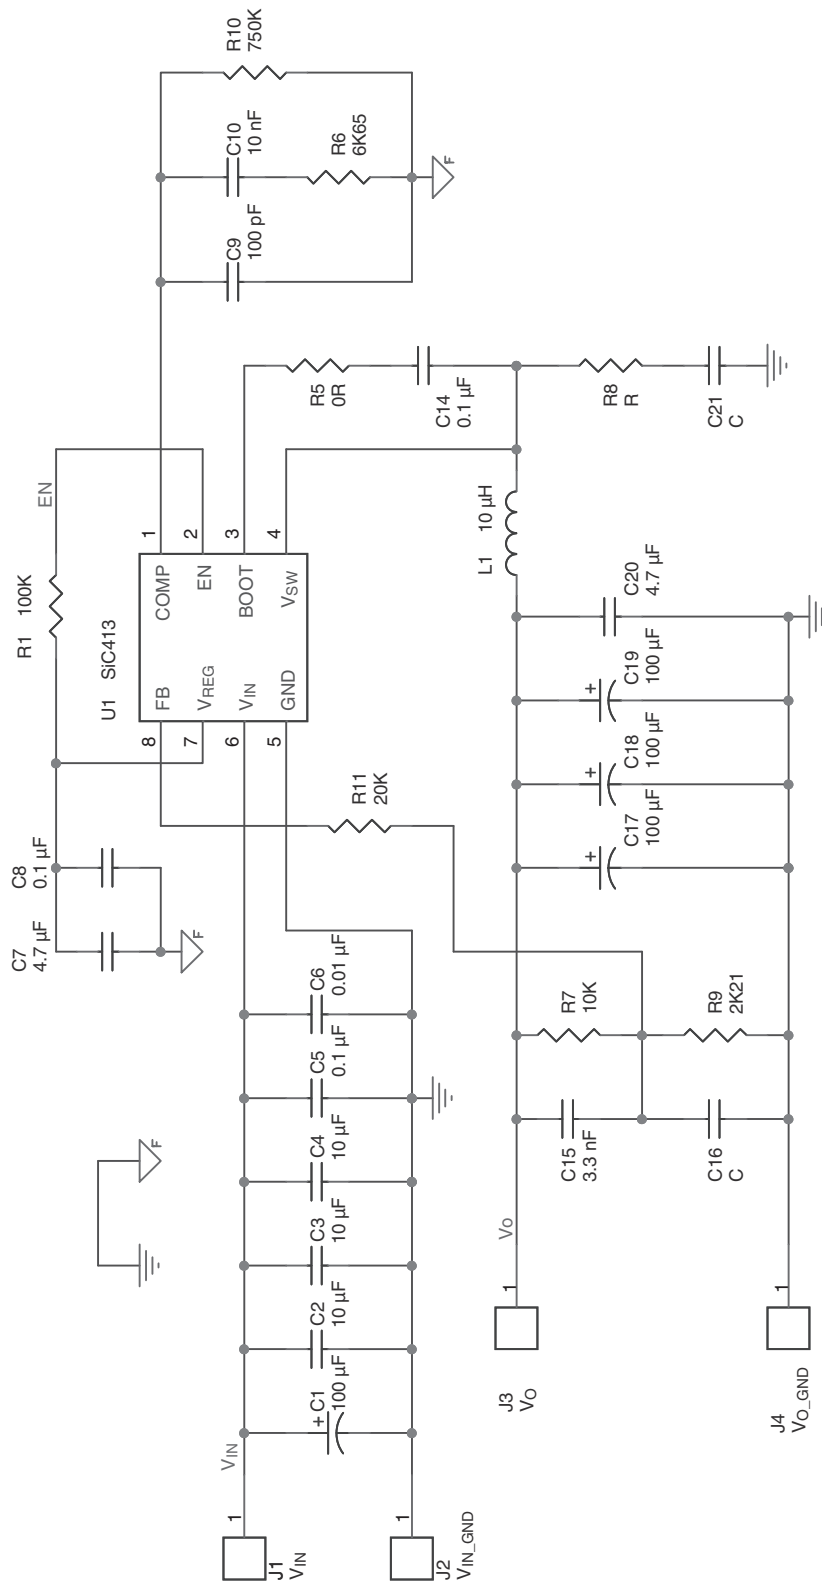 R10
750K
C10
10 nF
R6
6K65
C9
100 pF
F
R5
0R
C14
0.1 µF
R8
R
C21
C
EN
R1 100K
L1 10 µH
1
2
3
4
COMP
EN
BOOT
VSW
U1 SiC413
FB
VREG
VIN
GND
8
7
6
5
C20
4.7 µF
C19
100 µF
C18
100 µF
C17
100 µF
+
+
+
R11
20K
C8
0.1 µF
C7
4.7 µF
F
C6
0.01 µF
C5
0.1 µF
C4
10 µF
C3
10 µF
C2
10 µF
C1
100 µF
+
F
R7
10K
R9
2K21
C15
3.3 nF
C16
C
VO
1
J3
VO
1
J4
VO_GND
VIN
1
J1
VIN
1
J2
VIN_GND